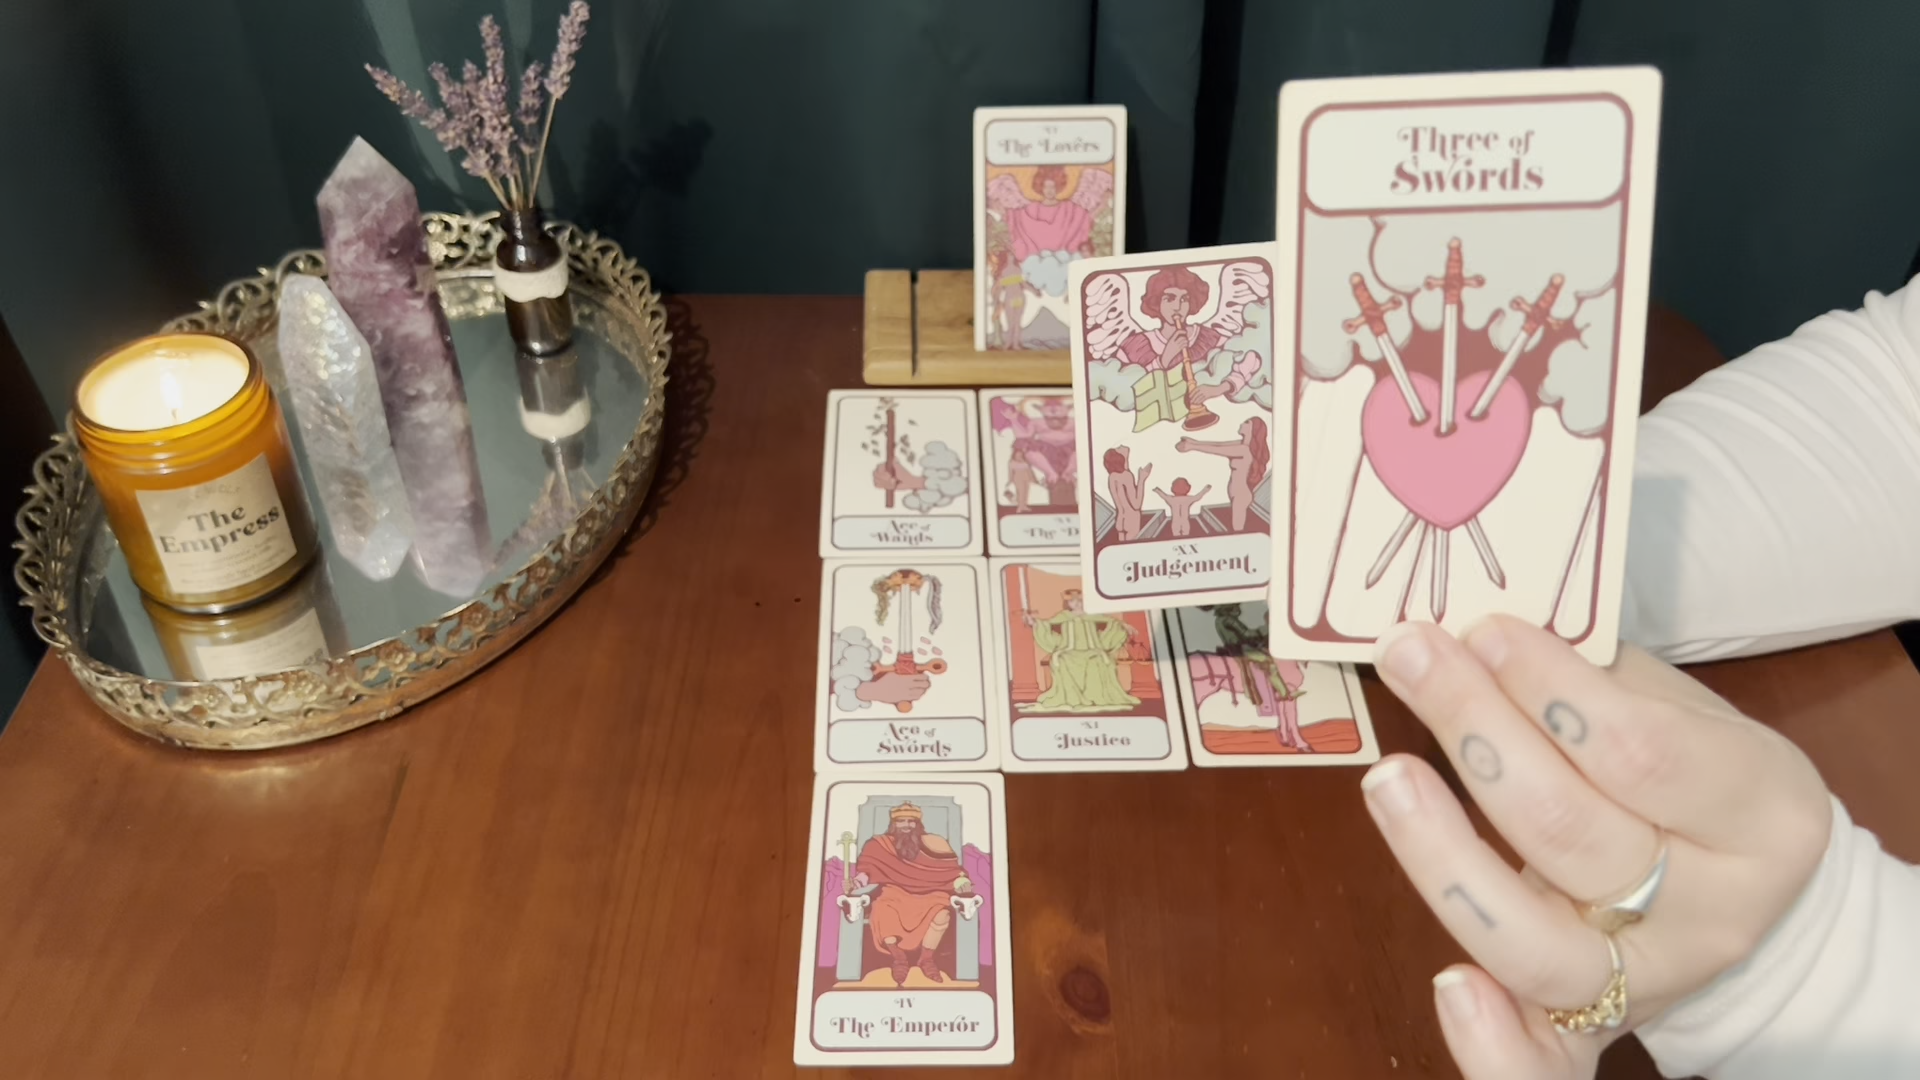 VI
The Lovers
Three of
Swords
The
Empress
Ace of
Wands
XX
Judgement
Ace of
Swords
XI
Justice
IV
The Emperor